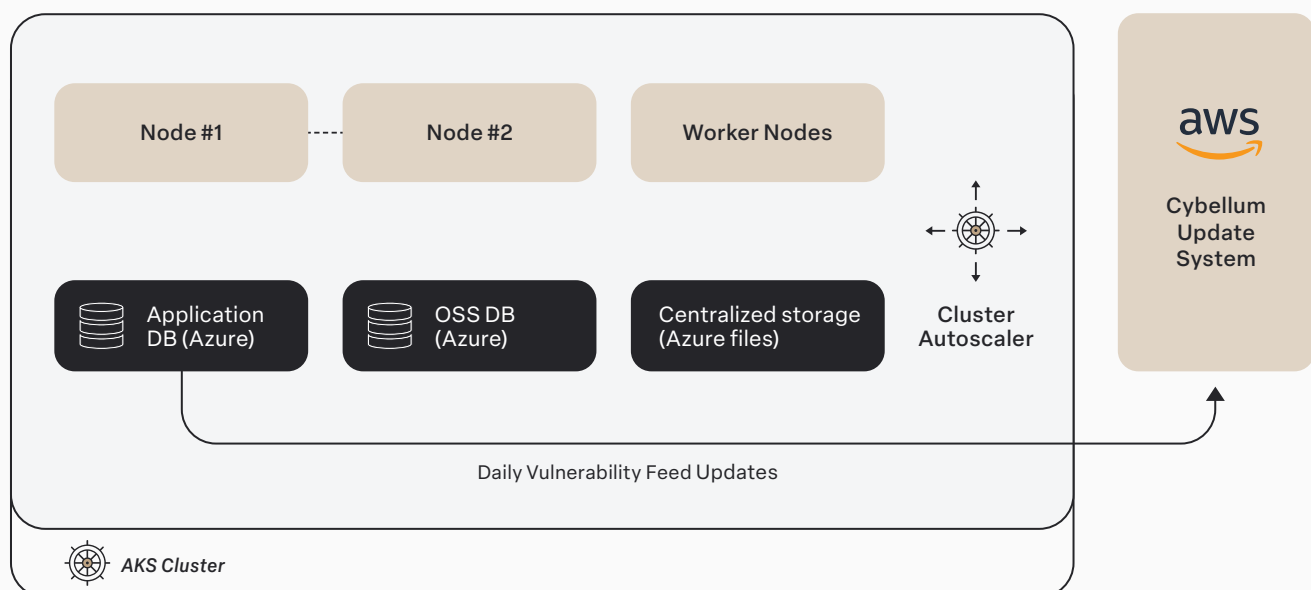 Node #1
Node #2
Worker Nodes
aws
Cybellum
Update
System
Application
DB (Azure)
OSS DB
(Azure)
Centralized storage
(Azure files)
Cluster
Autoscaler
Daily Vulnerability Feed Updates
AKS Cluster